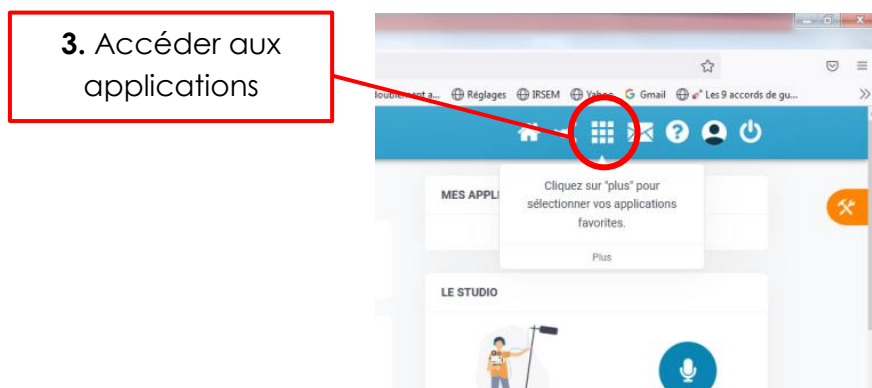 3. Accéder aux
applications
Réglages IRSEM Yahoo G Gmail Les 9 accords de gu...
?
MES APPLI
Cliquez sur "plus" pour
sélectionner vos applications
favorites.
Plus
LE STUDIO